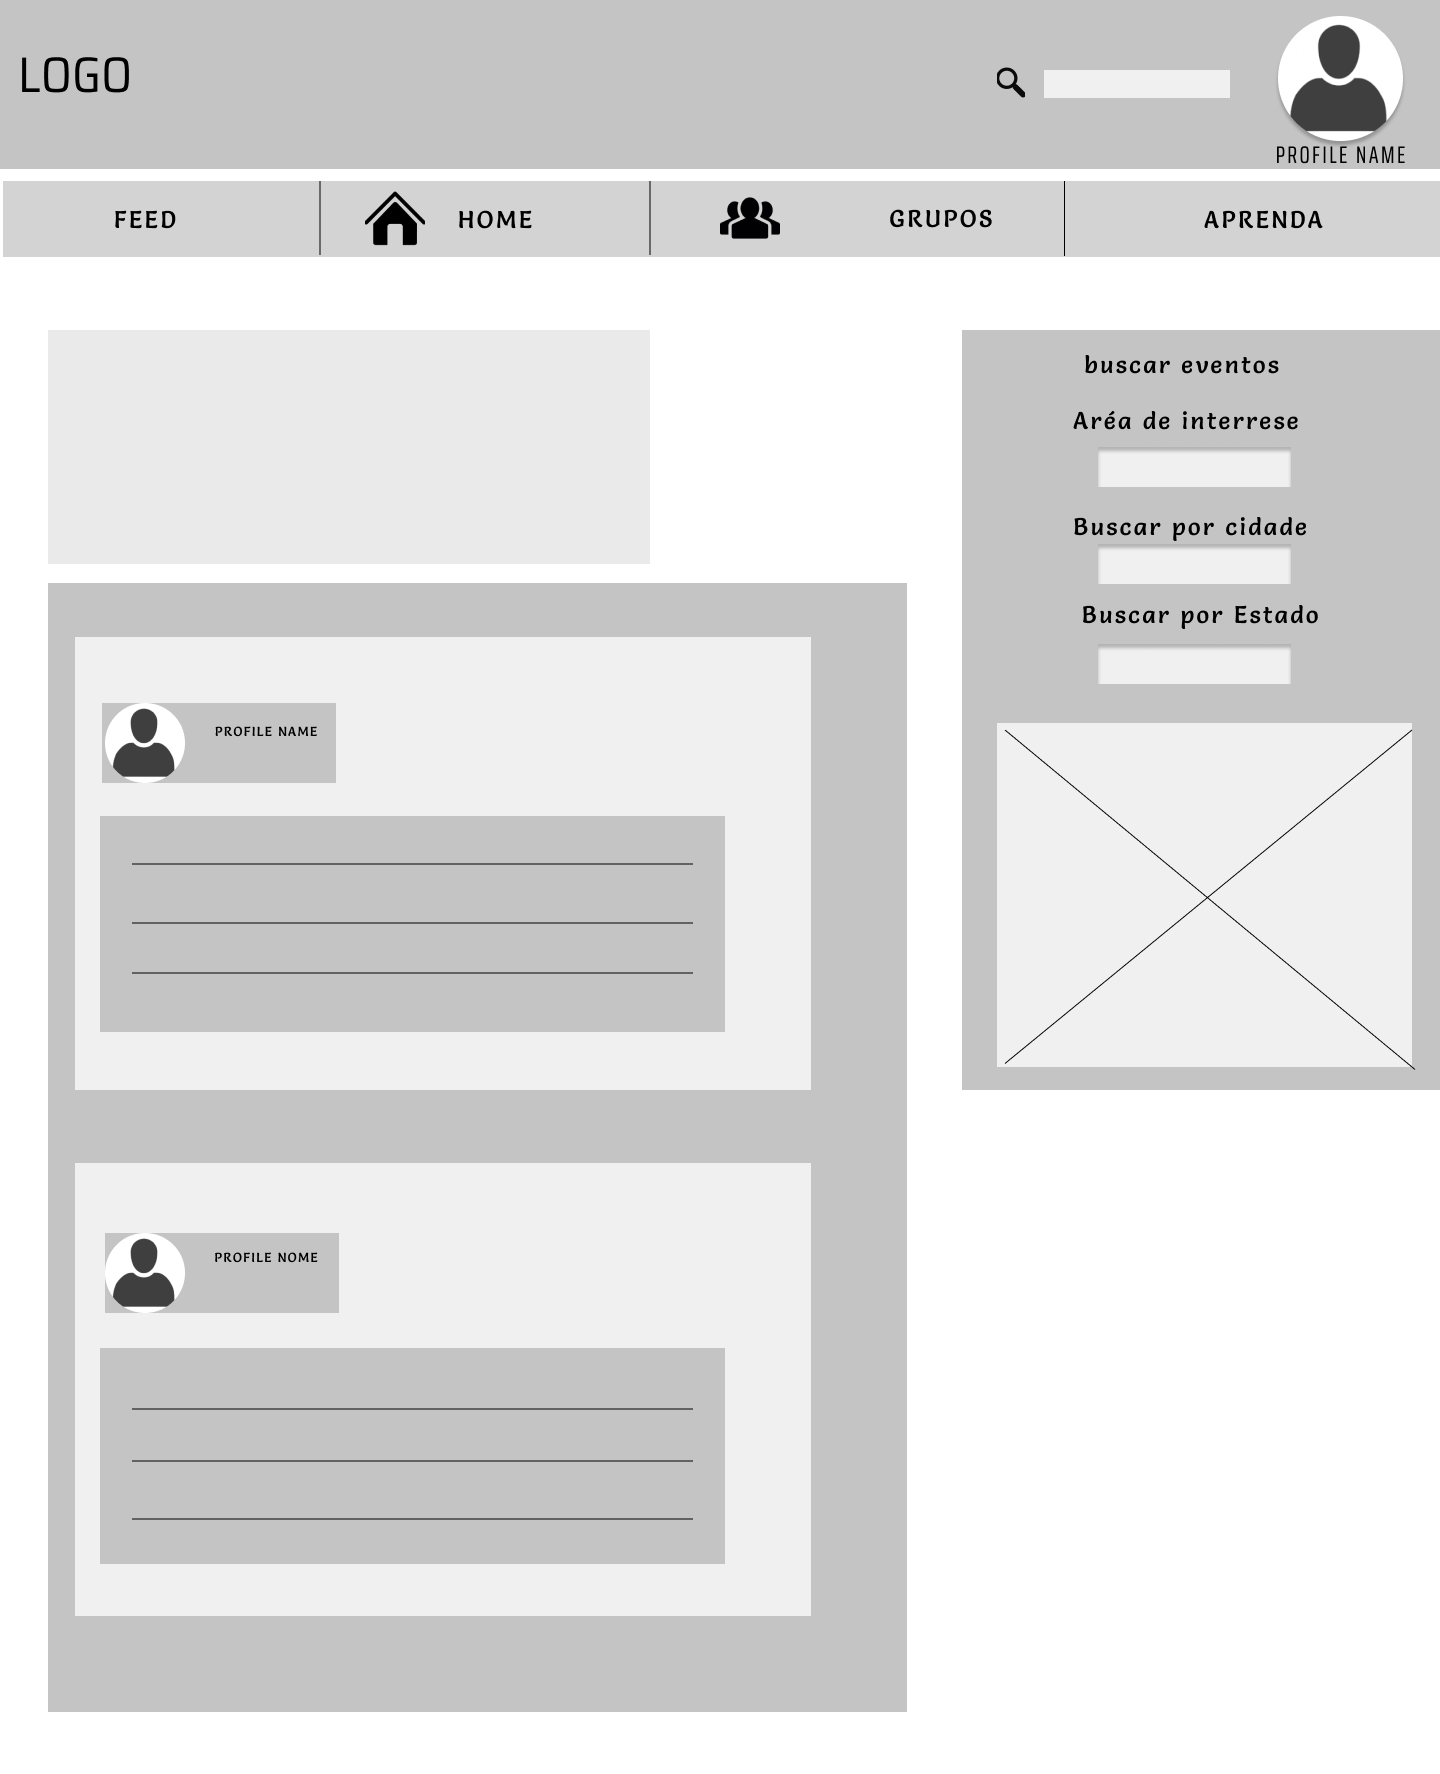 LOGO
PROFILE NAME
FEED
HOME
GRUPOS
APRENDA
buscar eventos
Aréa de interrese
Buscar por cidade
Buscar por Estado
PROFILE NAME
PROFILE NOME